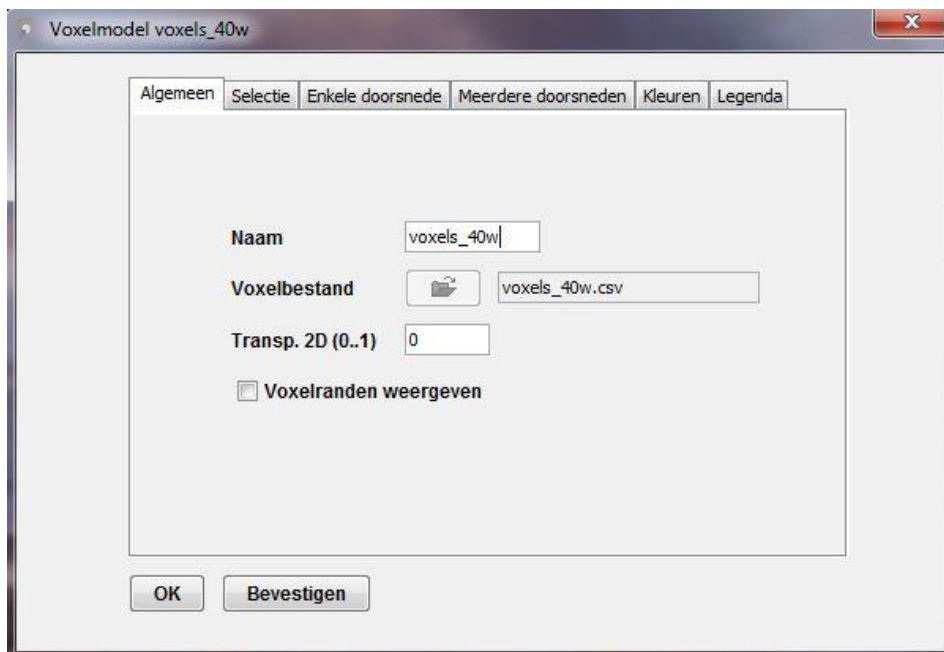 Voxelmodel voxels_40w
Algemeen Selectie Enkele doorsnede Meerdere doorsneden Kleuren Legenda
Naam voxels_40w
Voxelbestand voxels_40w.csv
Transp. 2D (0..1) 0
Voxelranden weergeven
OK Bevestigen